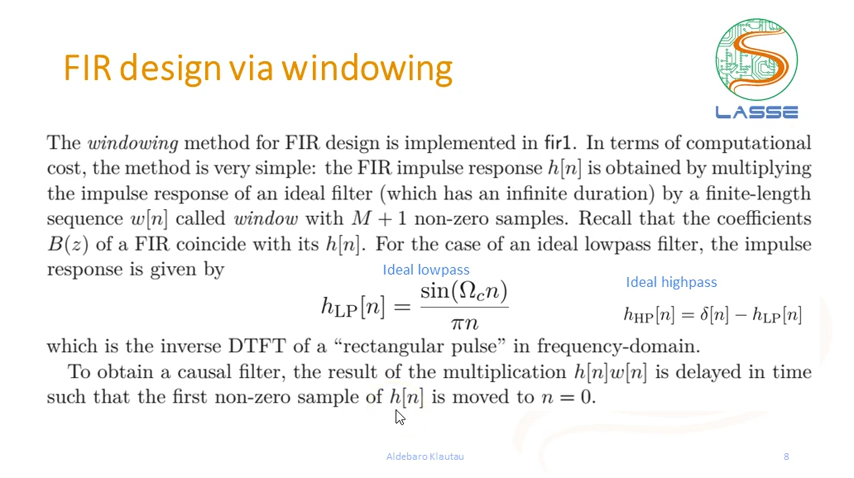 FIR design via windowing
LASSE
The windowing method for FIR design is implemented in fir1. In terms of computational
cost, the method is very simple: the FIR impulse response h[n] is obtained by multiplying
the impulse response of an ideal filter (which has an infinite duration) by a finite-length
sequence w[n] called window with M + 1 non-zero samples. Recall that the coefficients
B(z) of a FIR coincide with its h[n]. For the case of an ideal lowpass filter, the impulse
response is given by
Ideal lowpass
h_LP[n] = sin(Ω_c n) / πn
Ideal highpass
h_HP[n] = δ[n] − h_LP[n]
which is the inverse DTFT of a “rectangular pulse” in frequency-domain.
To obtain a causal filter, the result of the multiplication h[n]w[n] is delayed in time
such that the first non-zero sample of h[n] is moved to n = 0.
Aldebaro Klautau
8